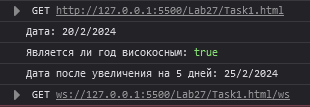 GET http://127.0.0.1:5500/Lab27/Task1.html
Дата: 20/2/2024
Является ли год високосным: true
Дата после увеличения на 5 дней: 25/2/2024
GET ws://127.0.0.1:5500/Lab27/Task1.html/ws